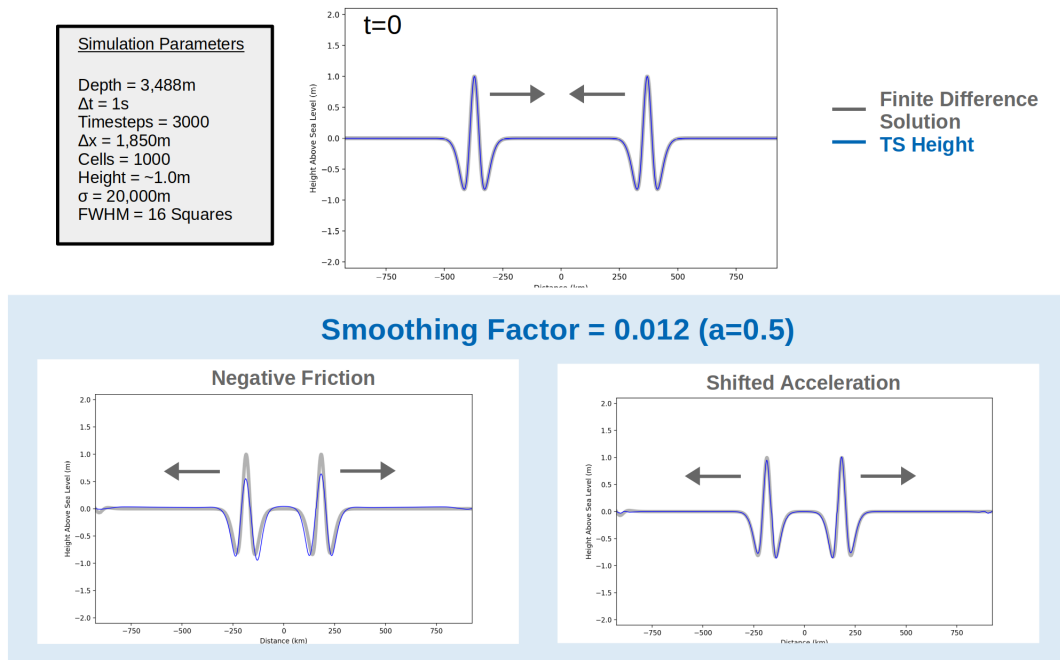 Simulation Parameters
Depth = 3,488m
Δt = 1s
Timesteps = 3000
Δx = 1,850m
Cells = 1000
Height = ~1.0m
σ = 20,000m
FWHM = 16 Squares
t=0
Height Above Sea Level (m)
2.0
1.5
1.0
0.5
0.0
−0.5
−1.0
−1.5
−2.0
−750
−500
−250
0
250
500
750
Distance (km)
Finite Difference
Solution
TS Height
Smoothing Factor = 0.012 (a=0.5)
Negative Friction
Height Above Sea Level (m)
2.0
1.5
1.0
0.5
0.0
−0.5
−1.0
−1.5
−2.0
−750
−500
−250
0
250
500
750
Distance (km)
Shifted Acceleration
Height Above Sea Level (m)
2.0
1.5
1.0
0.5
0.0
−0.5
−1.0
−1.5
−2.0
−750
−500
−250
0
250
500
750
Distance (km)